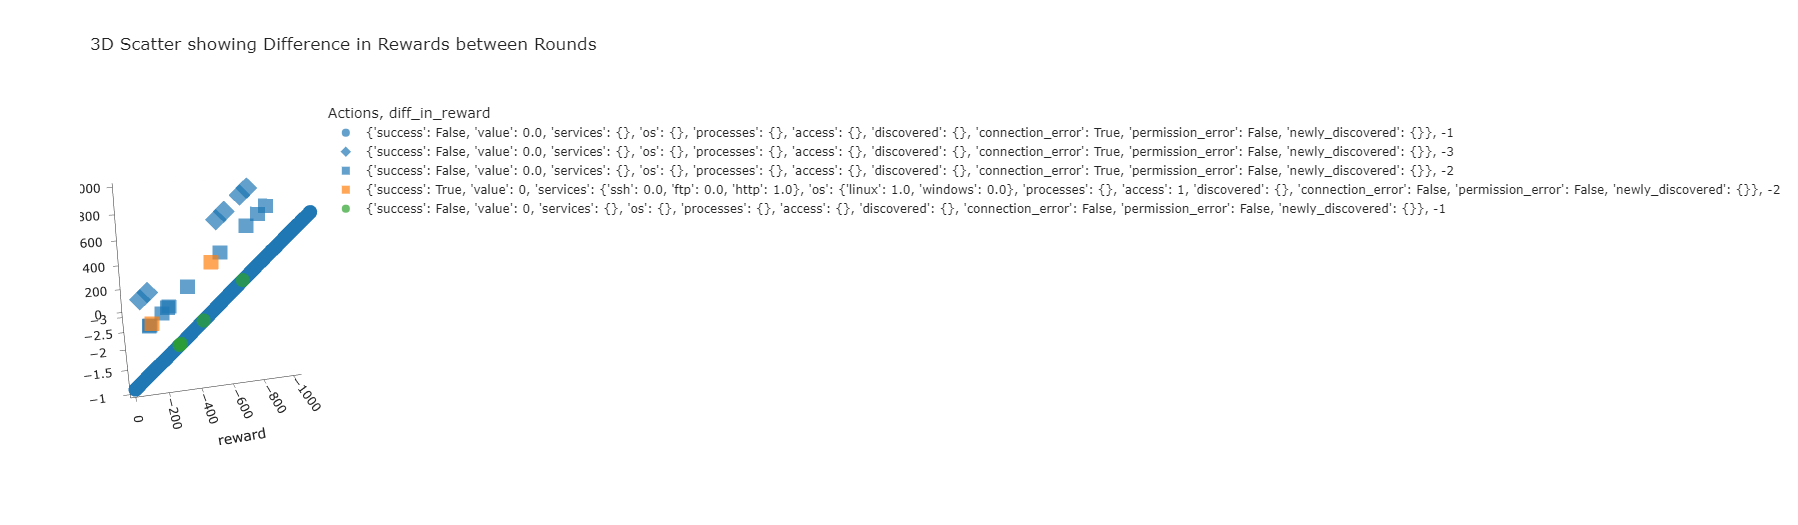 3D Scatter showing Difference in Rewards between Rounds
Actions, diff_in_reward
{'success': False, 'value': 0.0, 'services': {}, 'os': {}, 'processes': {}, 'access': {}, 'discovered': {}, 'connection_error': True, 'permission_error': False, 'newly_discovered': {}}, -1
{'success': False, 'value': 0.0, 'services': {}, 'os': {}, 'processes': {}, 'access': {}, 'discovered': {}, 'connection_error': True, 'permission_error': False, 'newly_discovered': {}}, -3
{'success': False, 'value': 0.0, 'services': {}, 'os': {}, 'processes': {}, 'access': {}, 'discovered': {}, 'connection_error': True, 'permission_error': False, 'newly_discovered': {}}, -2
{'success': True, 'value': 0, 'services': {'ssh': 0.0, 'ftp': 0.0, 'http': 1.0}, 'os': {'linux': 1.0, 'windows': 0.0}, 'processes': {}, 'access': 1, 'discovered': {}, 'connection_error': False, 'permission_error': False, 'newly_discovered': {}}, -2
{'success': False, 'value': 0, 'services': {}, 'os': {}, 'processes': {}, 'access': {}, 'discovered': {}, 'connection_error': False, 'permission_error': False, 'newly_discovered': {}}, -1
000
800
600
400
200
0
−3
−2.5
−2
−1.5
−1
0
−200
−400
−600
−800
−1000
reward